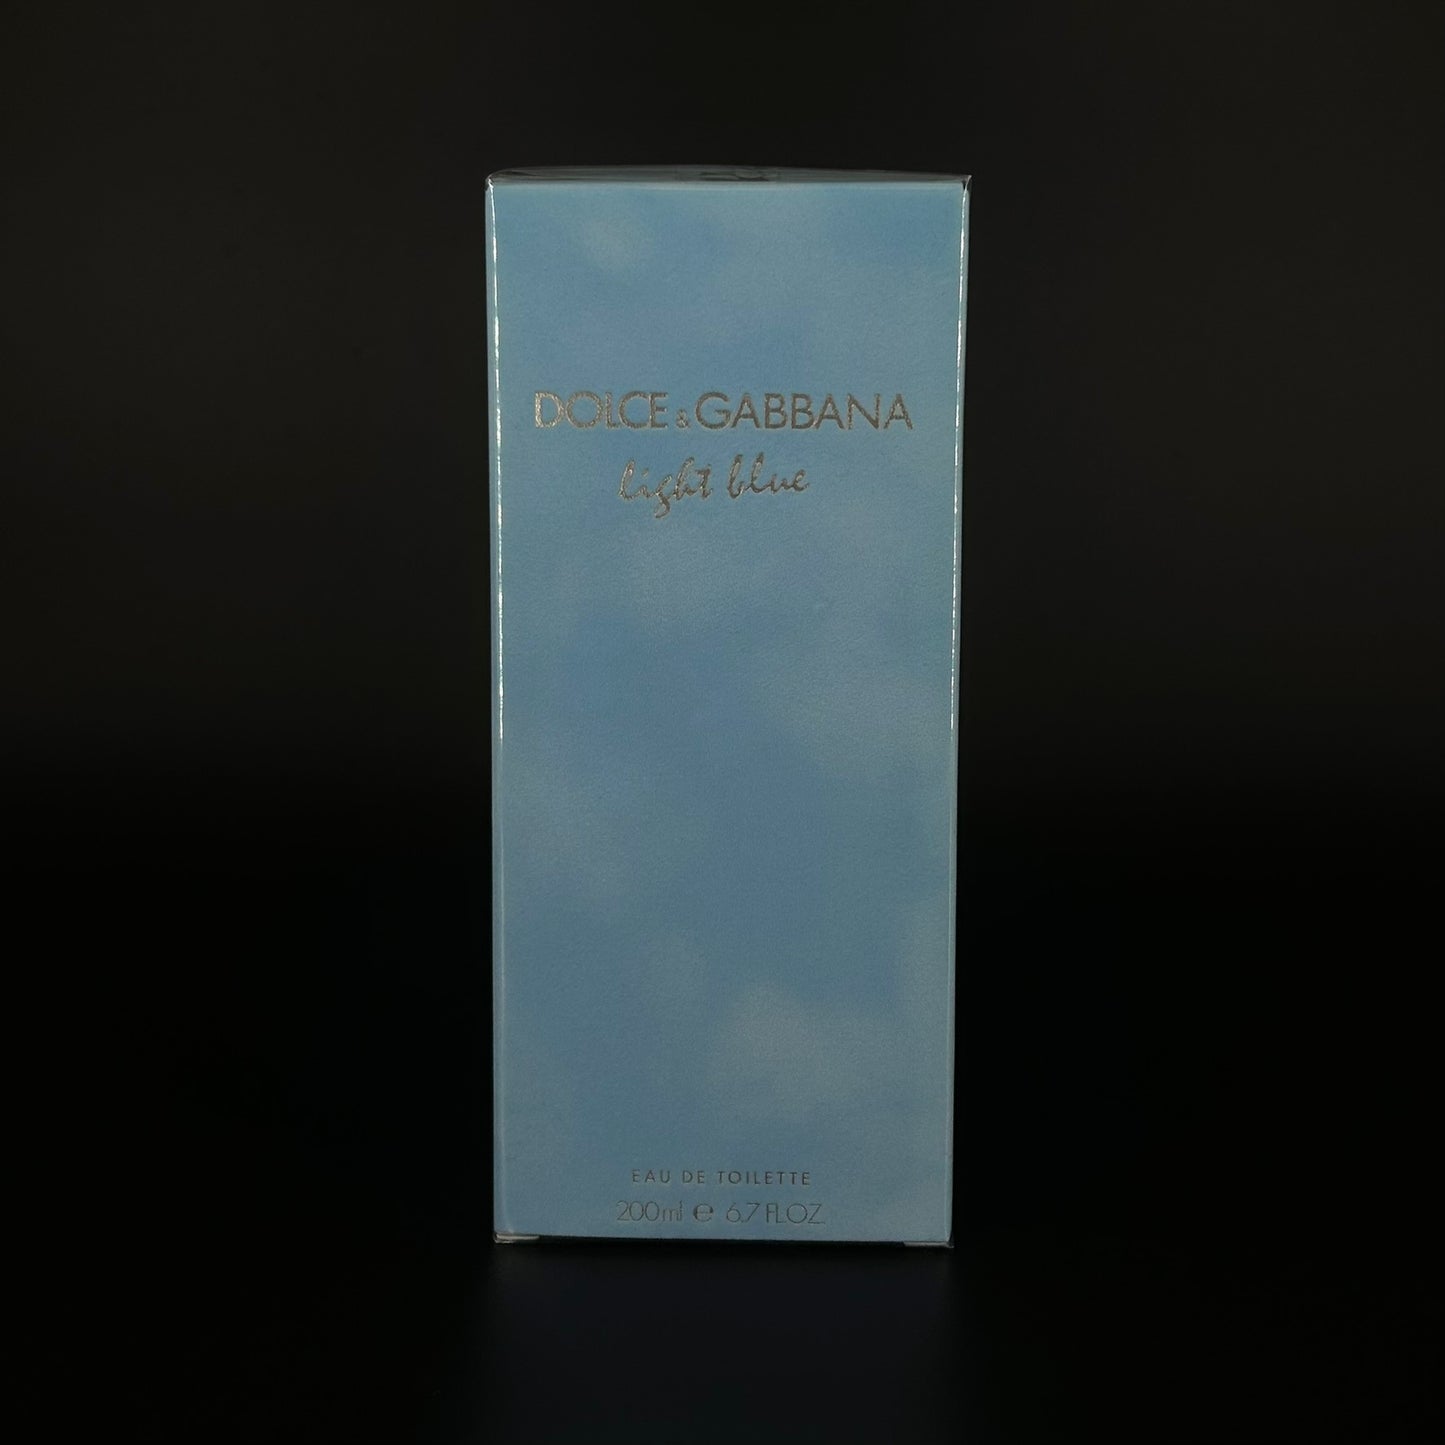 DOLCE & GABBANA
light blue
EAU DE TOILETTE
200ml ℮ 6.7 FL.OZ.